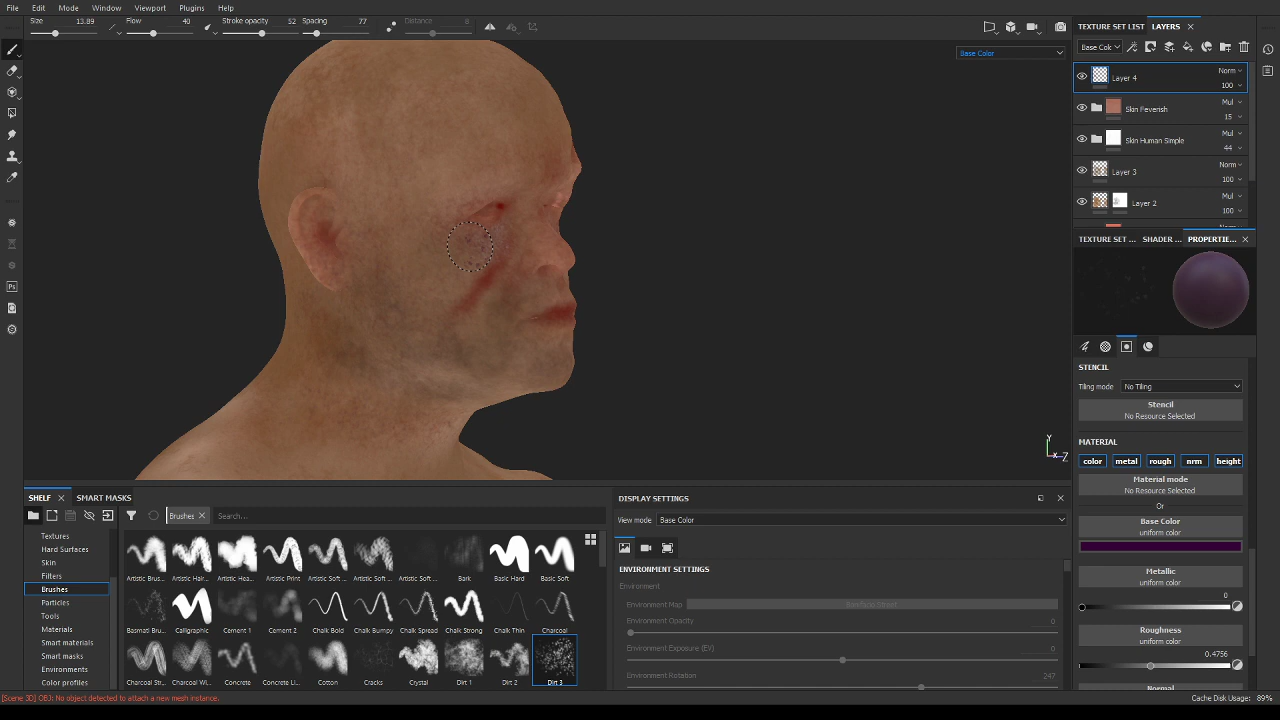 File Edit Mode Window Viewport Plugins Help
Size 13.89 Flow 40 Stroke opacity 52 Spacing 77 Distance 8
Base Color
TEXTURE SET LIST LAYERS
Base Colo
Layer 4 Norm 100
Skin Feverish Mul 15
Skin Human Simple Mul 44
Layer 3 Norm 100
Layer 2 Mul 100
TEXTURE SET ... SHADER ... PROPERTIE...
STENCIL
Tiling mode No Tiling
Stencil
No Resource Selected
MATERIAL
color metal rough nrm height
Material mode
No Resource Selected
Or
Base Color
uniform color
Metallic
uniform color
0
Roughness
uniform color
0.4756
Normal
Y
X
Z
SHELF SMART MASKS
Brushes Search...
Textures
Hard Surfaces
Skin
Filters
Brushes
Particles
Tools
Materials
Smart materials
Smart masks
Environments
Color profiles
Artistic Brus... Artistic Hair... Artistic Hea... Artistic Print Artistic Soft ... Artistic Soft ... Artistic Soft ... Bark Basic Hard Basic Soft
Basmati Bru... Calligraphic Cement 1 Cement 2 Chalk Bold Chalk Bumpy Chalk Spread Chalk Strong Chalk Thin Charcoal
Charcoal Str... Charcoal Wi... Concrete Concrete Li... Cotton Cracks Crystal Dirt 1 Dirt 2 Dirt 3
DISPLAY SETTINGS
View mode Base Color
ENVIRONMENT SETTINGS
Environment
Environment Map
Environment Opacity 0
Environment Exposure (EV) 0
Environment Rotation 247
[Scene 3D] OBJ: No object detected to attach a new mesh instance.
Cache Disk Usage: 89%